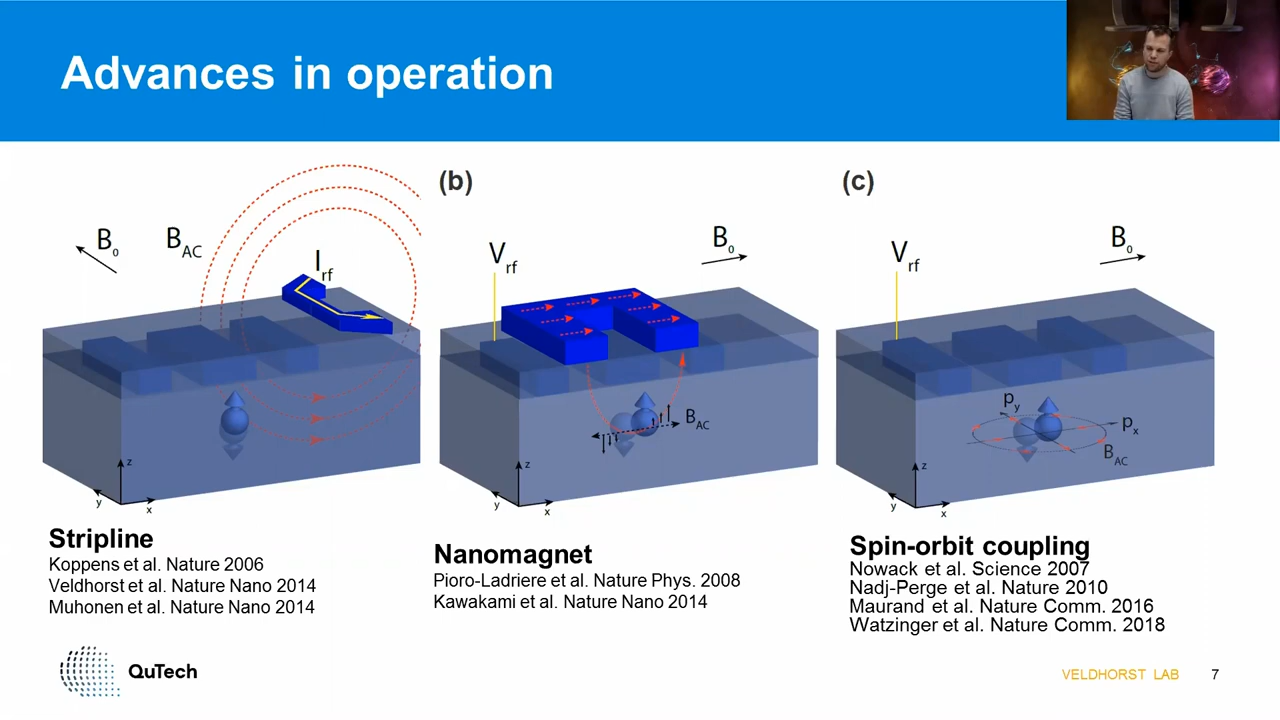 Advances in operation
B0
BAC
Irf
(b)
Vrf
B0
BAC
(c)
Vrf
B0
py
px
BAC
z
y
x
z
y
x
z
y
x
Stripline
Koppens et al. Nature 2006
Veldhorst et al. Nature Nano 2014
Muhonen et al. Nature Nano 2014
Nanomagnet
Pioro-Ladriere et al. Nature Phys. 2008
Kawakami et al. Nature Nano 2014
Spin-orbit coupling
Nowack et al. Science 2007
Nadj-Perge et al. Nature 2010
Maurand et al. Nature Comm. 2016
Watzinger et al. Nature Comm. 2018
QuTech
VELDHORST LAB
7